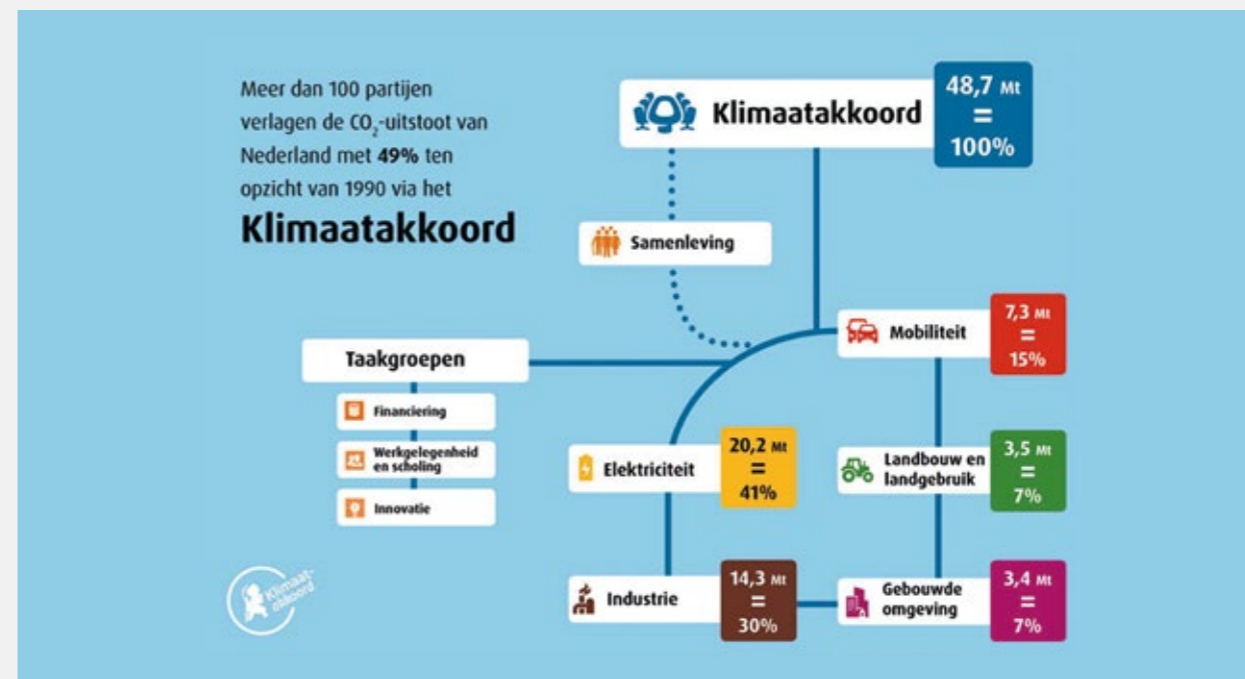 Meer dan 100 partijen
verlagen de CO₂-uitstoot van
Nederland met 49% ten
opzicht van 1990 via het
Klimaatakkoord
Klimaatakkoord
48,7 Mt
=
100%
Samenleving
Mobiliteit
7,3 Mt
=
15%
Taakgroepen
Financiering
Werkgelegenheid
en scholing
Innovatie
Elektriciteit
20,2 Mt
=
41%
Landbouw en
landgebruik
3,5 Mt
=
7%
Industrie
14,3 Mt
=
30%
Gebouwde
omgeving
3,4 Mt
=
7%
Klimaat-
akkoord